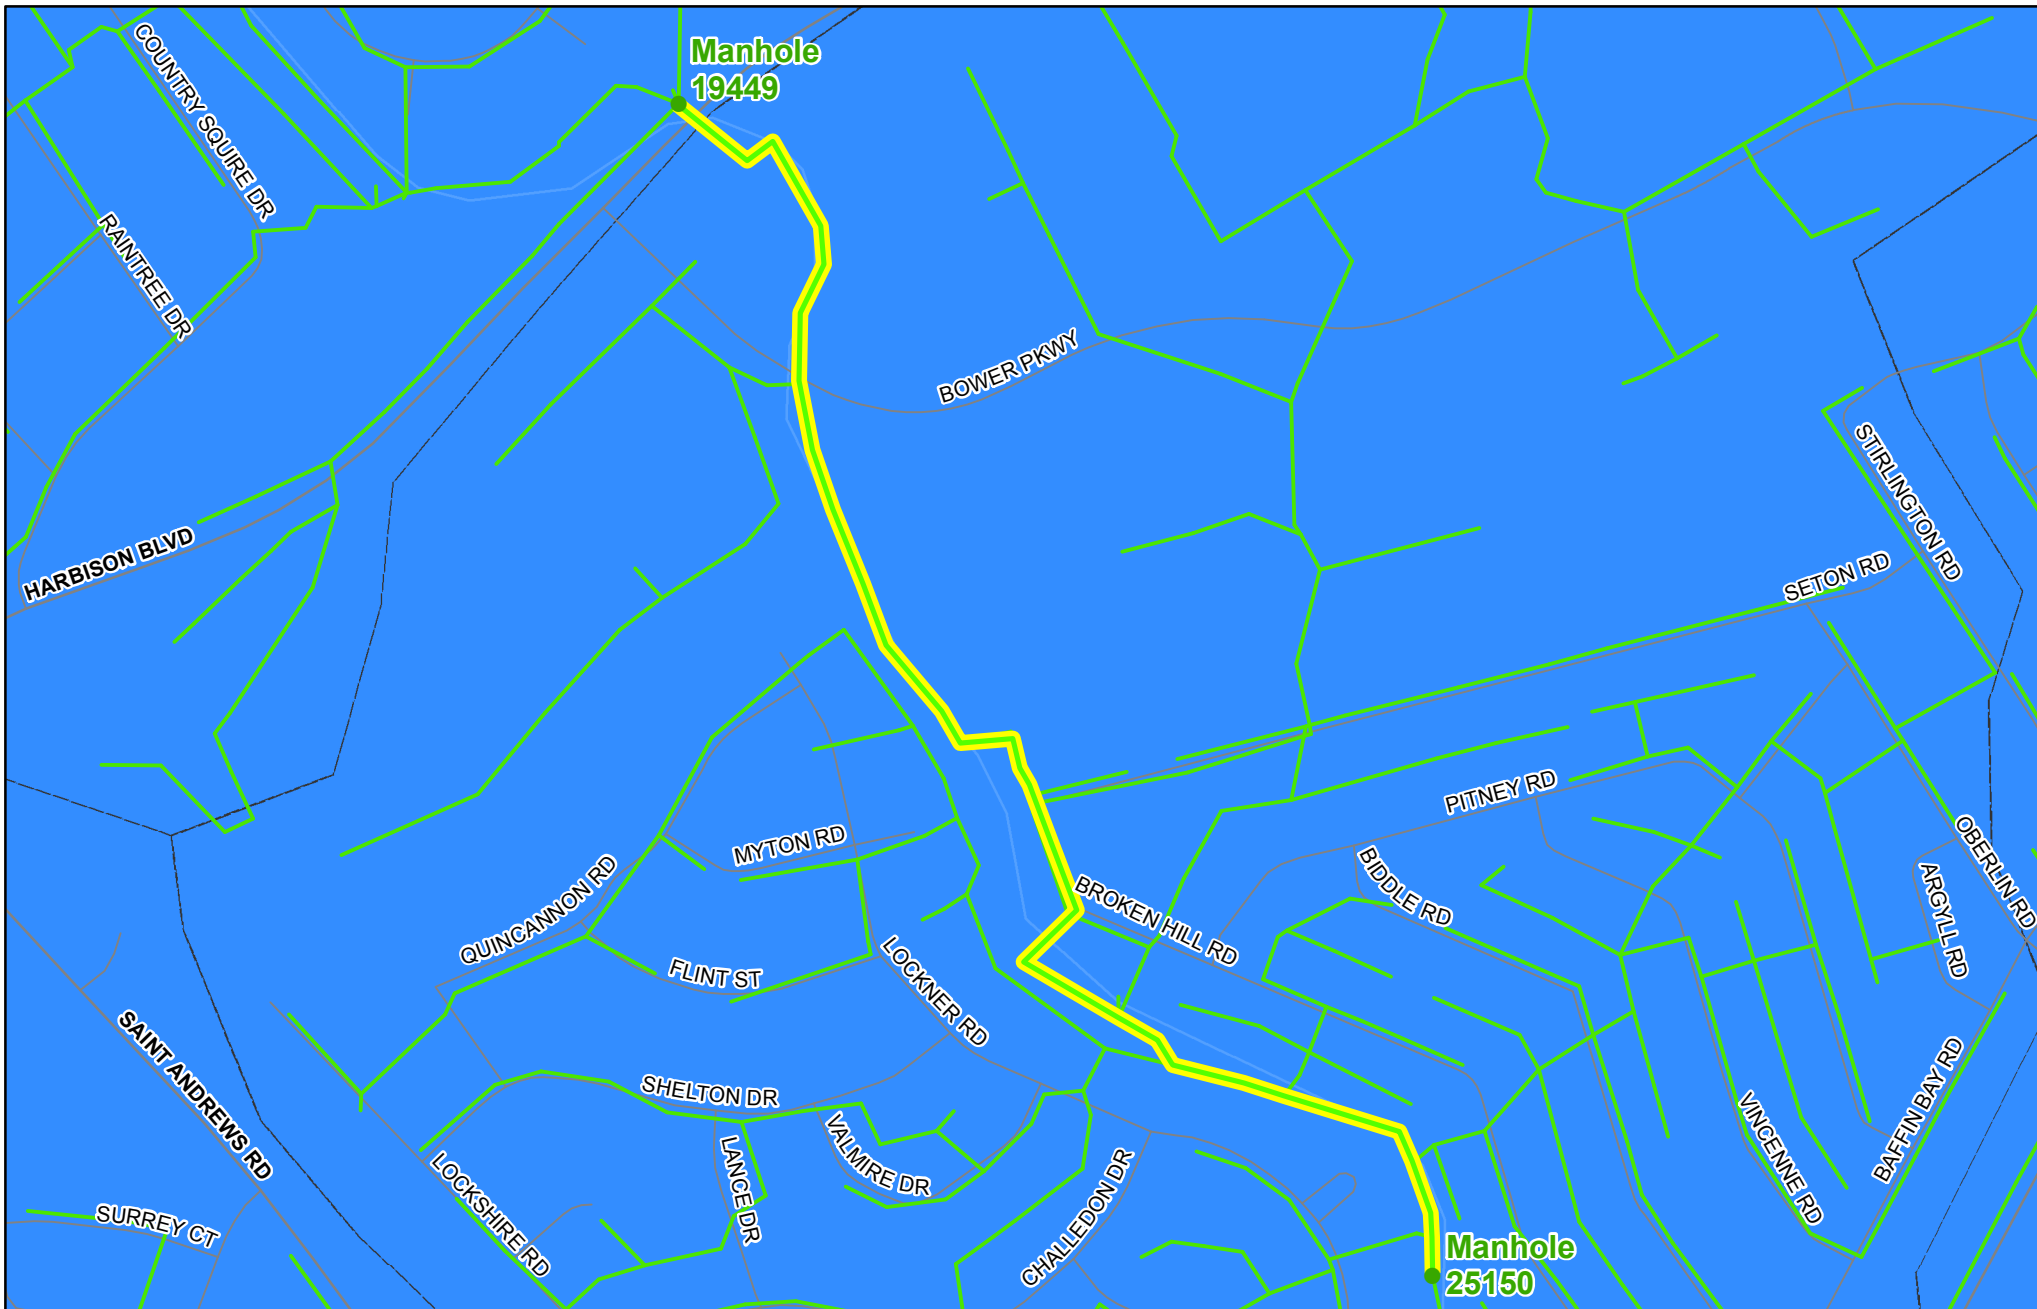 Manhole
19449
COUNTRY SQUIRE DR
RAINTREE DR
BOWER PKWY
HARBISON BLVD
STIRLINGTON RD
SETON RD
PITNEY RD
MYTON RD
BIDDLE RD
OBERLIN RD
ARGYLL RD
QUINCANNON RD
BROKEN HILL RD
FLINT ST
LOCKNER RD
SAINT ANDREWS RD
SHELTON DR
VALMIRE DR
LANCE DR
LOCKSHIRE RD
CHALLEDON DR
VINCENNE RD
BAFFIN BAY RD
SURREY CT
Manhole
25150